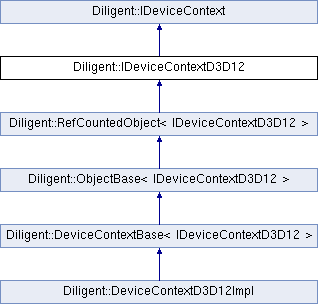 Diligent::IDeviceContext
Diligent::IDeviceContextD3D12
Diligent::RefCountedObject< IDeviceContextD3D12 >
Diligent::ObjectBase< IDeviceContextD3D12 >
Diligent::DeviceContextBase< IDeviceContextD3D12 >
Diligent::DeviceContextD3D12Impl